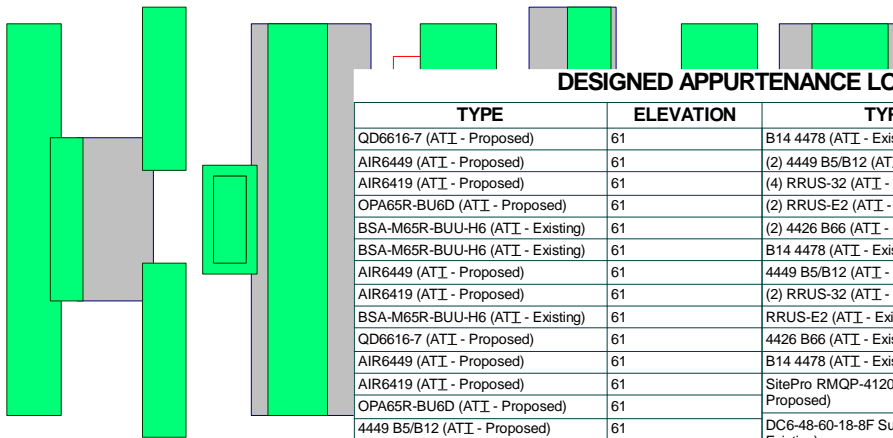 DESIGNED APPURTENANCE LO
TYPE ELEVATION TYP
QD6616-7 (ATI - Proposed) 61 B14 4478 (ATI - Exis
AIR6449 (ATI - Proposed) 61 (2) 4449 B5/B12 (AT
AIR6419 (ATI - Proposed) 61 (4) RRUS-32 (ATI -
OPA65R-BU6D (ATI - Proposed) 61 (2) RRUS-E2 (ATI -
BSA-M65R-BUU-H6 (ATI - Existing) 61 (2) 4426 B66 (ATI -
BSA-M65R-BUU-H6 (ATI - Existing) 61 B14 4478 (ATI - Exis
AIR6449 (ATI - Proposed) 61 4449 B5/B12 (ATI -
AIR6419 (ATI - Proposed) 61 (2) RRUS-32 (ATI -
BSA-M65R-BUU-H6 (ATI - Existing) 61 RRUS-E2 (ATI - Exi
QD6616-7 (ATI - Proposed) 61 4426 B66 (ATI - Exis
AIR6449 (ATI - Proposed) 61 B14 4478 (ATI - Exis
AIR6419 (ATI - Proposed) 61 SitePro RMQP-4120
Proposed)
OPA65R-BU6D (ATI - Proposed) 61
4449 B5/B12 (ATI - Proposed) 61 DC6-48-60-18-8F Su